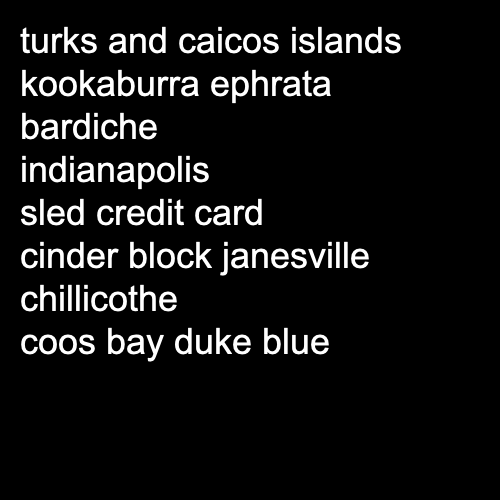 turks and caicos islands
kookaburra ephrata
bardiche
indianapolis
sled credit card
cinder block janesville
chillicothe
coos bay duke blue